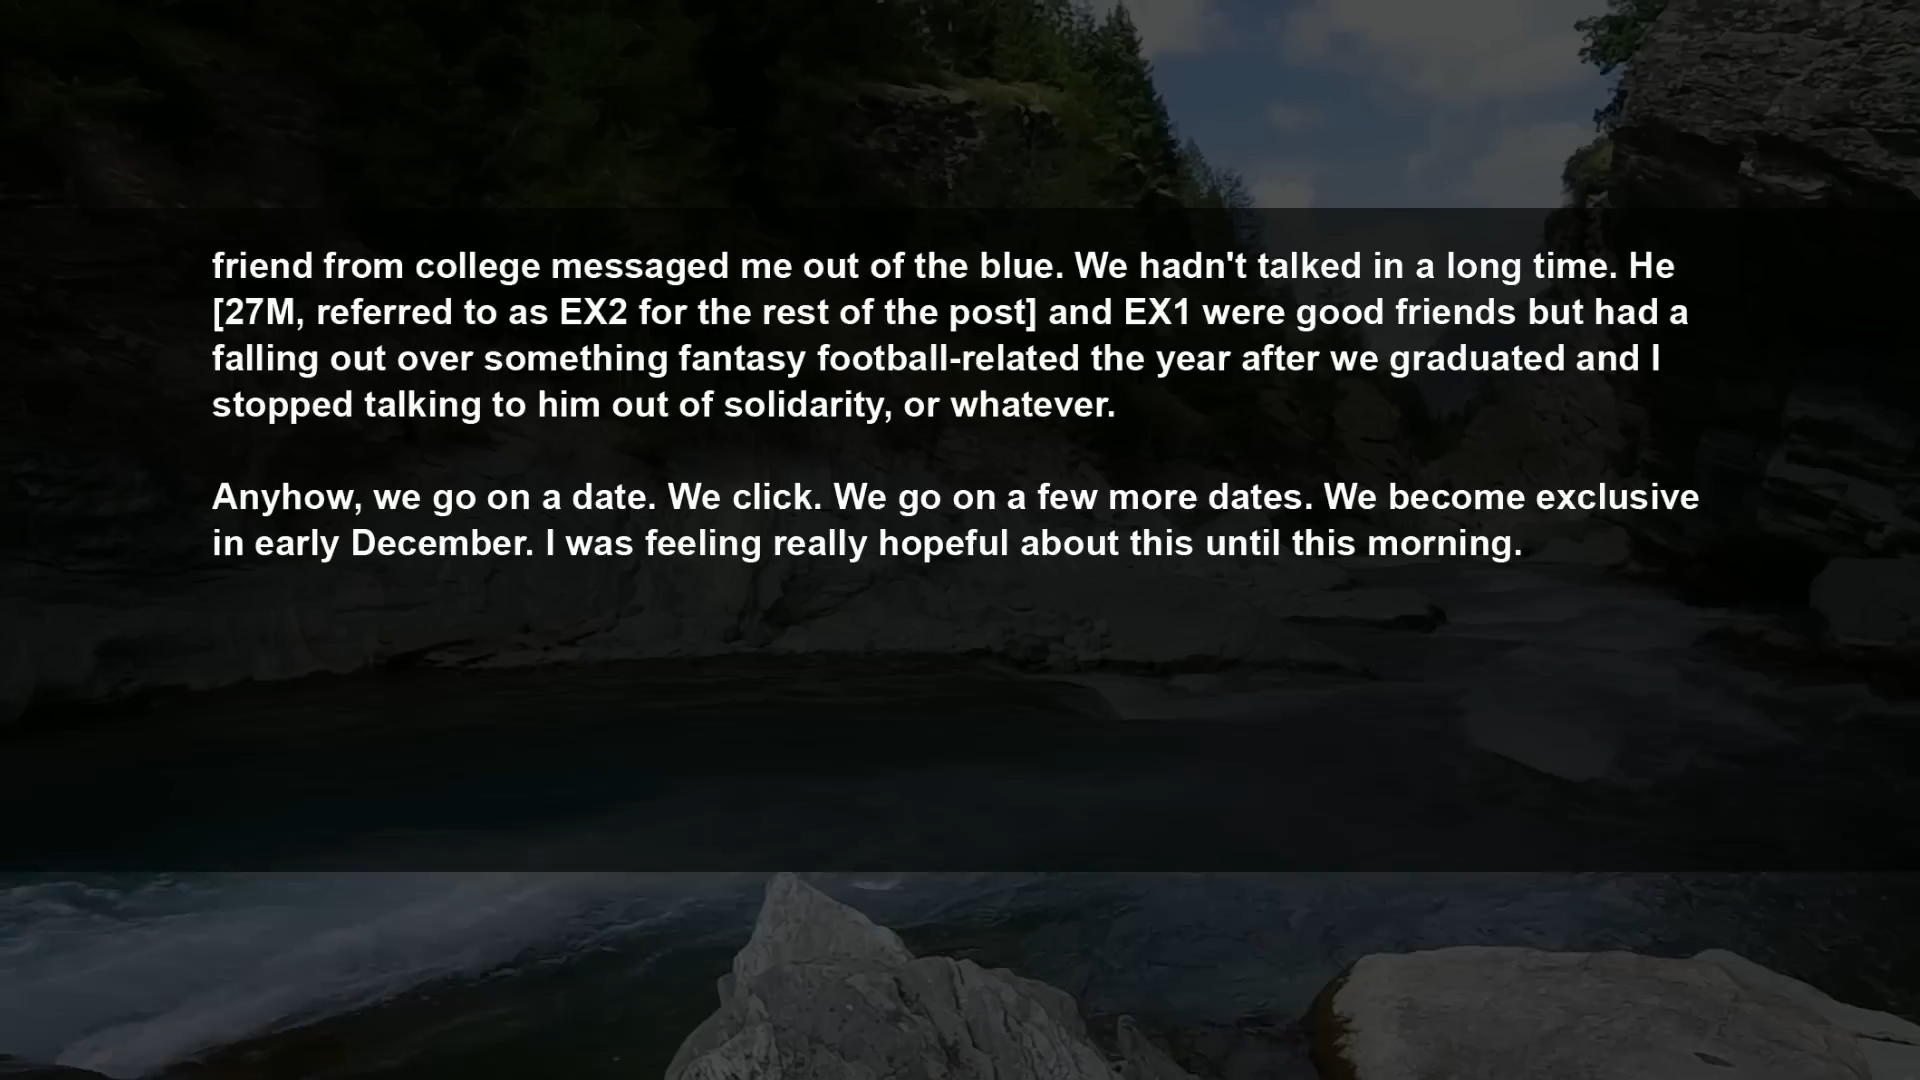 friend from college messaged me out of the blue. We hadn't talked in a long time. He
[27M, referred to as EX2 for the rest of the post] and EX1 were good friends but had a
falling out over something fantasy football-related the year after we graduated and I
stopped talking to him out of solidarity, or whatever.
Anyhow, we go on a date. We click. We go on a few more dates. We become exclusive
in early December. I was feeling really hopeful about this until this morning.